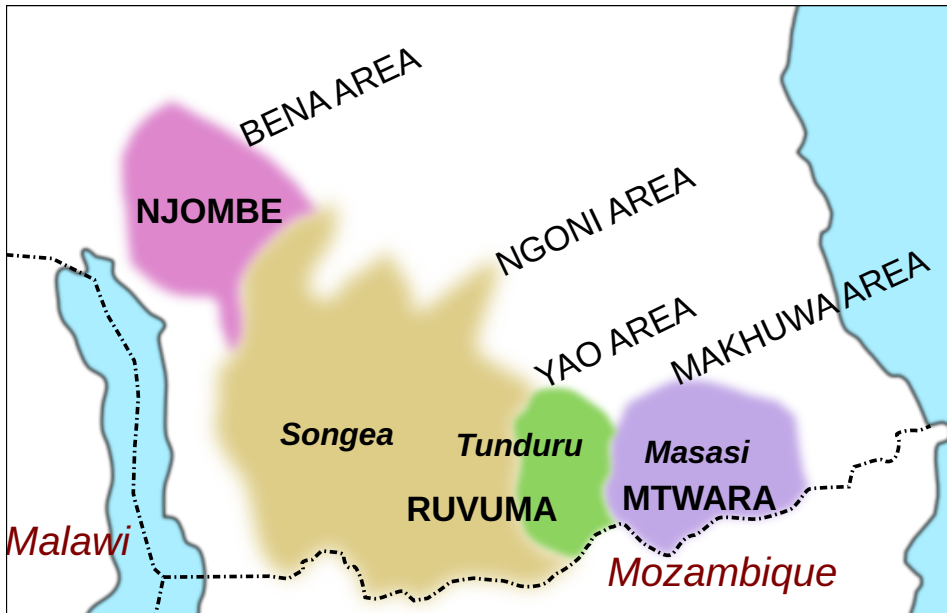 BENA AREA
NJOMBE
NGONI AREA
MAKHUWA AREA
YAO AREA
Songea
Tunduru
Masasi
MTWARA
RUVUMA
Malawi
Mozambique